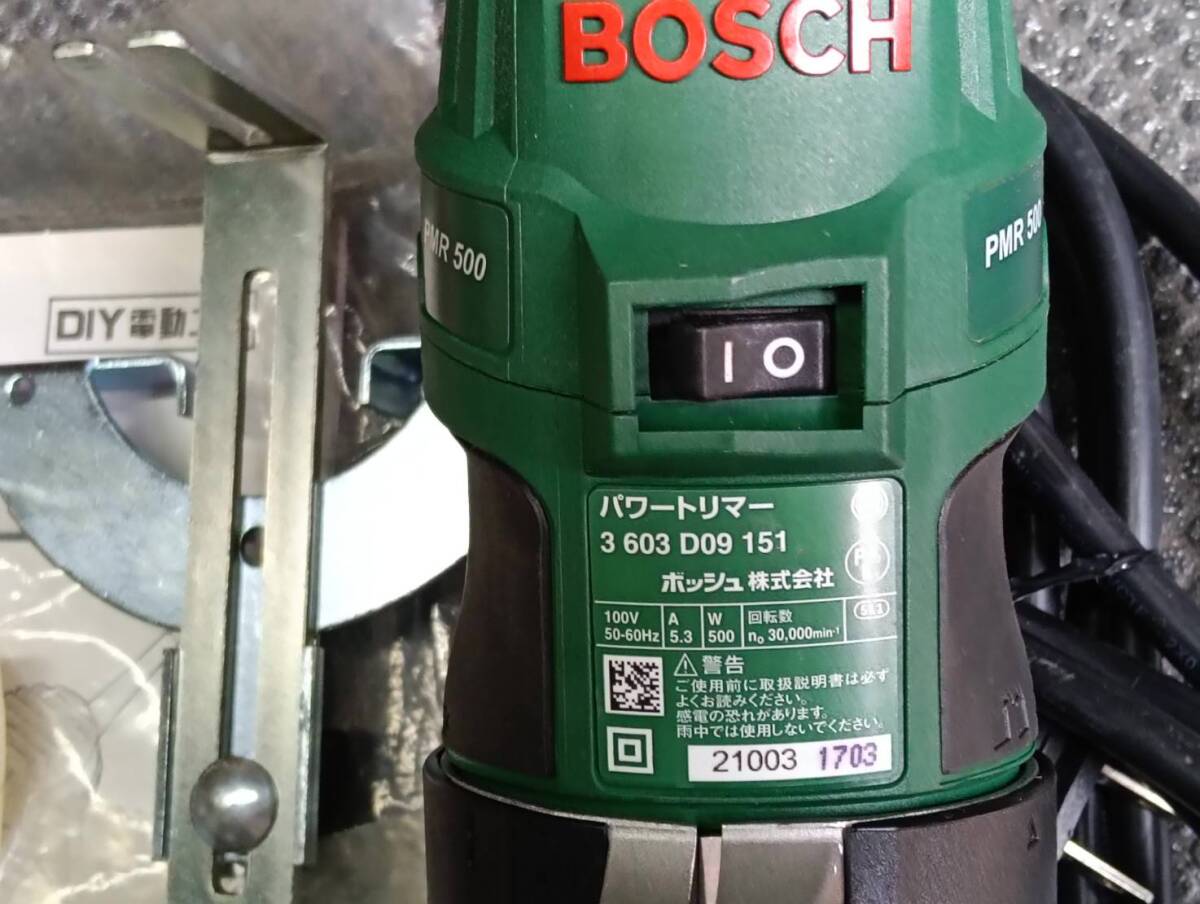 BOSCH
PMR 500
PMR 500
DIY 電動
I O
パワートリマー
3 603 D09 151
ボッシュ株式会社
100V
50-60Hz
A
5.3
W
500
回転数
n₀ 30,000min⁻¹
511
警告
ご使用前に取扱説明書は必ず
よくお読みください。
感電の恐れがあります。
雨中では使用しないでください。
21003 1703